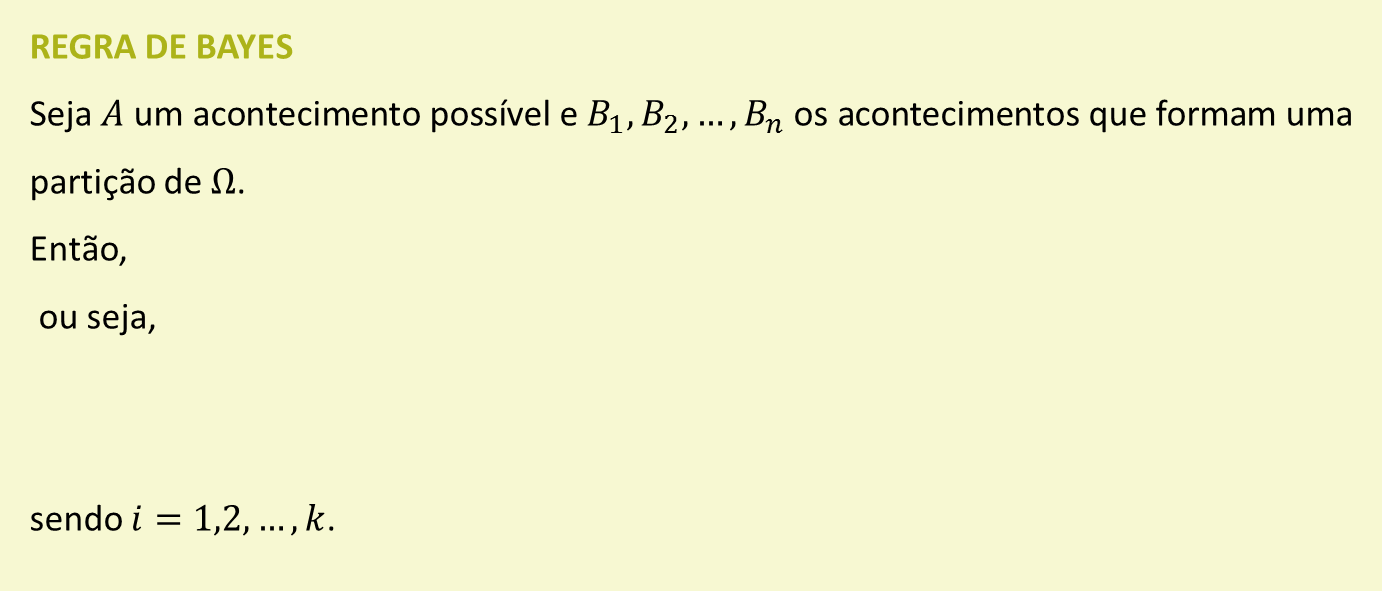 REGRA DE BAYES
Seja A um acontecimento possível e B₁, B₂, …, Bₙ os acontecimentos que formam uma
partição de Ω.
Então,
ou seja,
sendo i = 1,2, …, k.